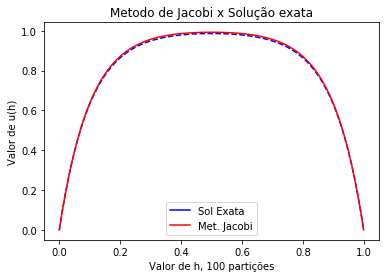 Metodo de Jacobi x Solução exata
Valor de u(h)
1.0
0.8
0.6
0.4
0.2
0.0
Sol Exata
Met. Jacobi
0.0 0.2 0.4 0.6 0.8 1.0
Valor de h, 100 partições